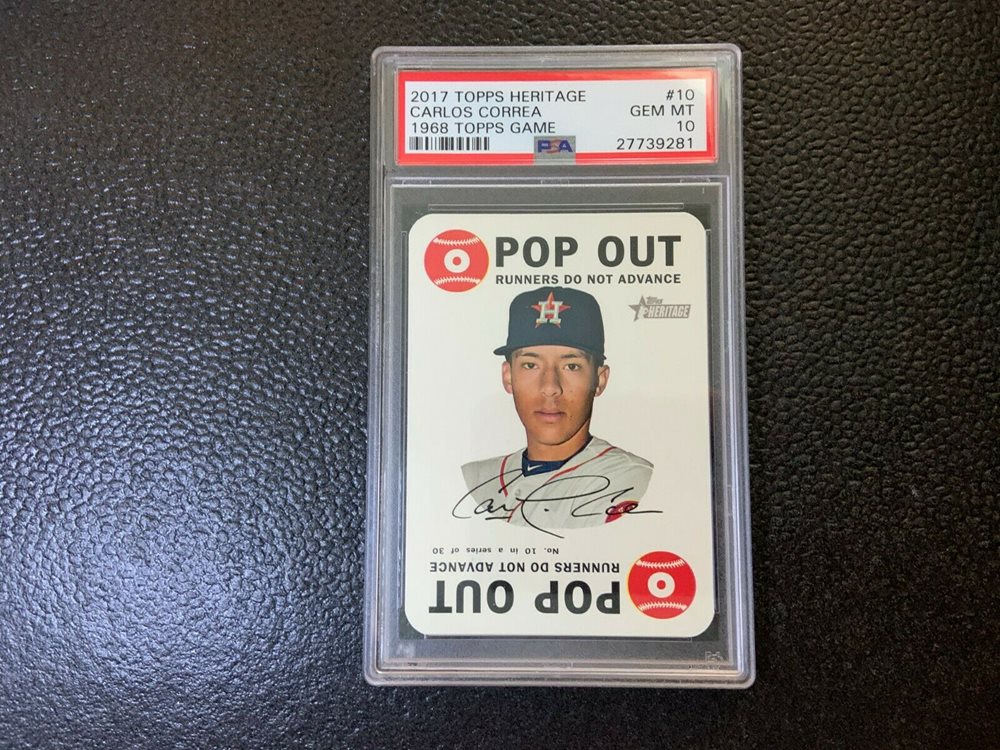 2017 TOPPS HERITAGE #10
CARLOS CORREA GEM MT
1968 TOPPS GAME 10
PSA 27739281
POP OUT
RUNNERS DO NOT ADVANCE
Topps
HERITAGE
H
No. 10 in a series of 30
RUNNERS DO NOT ADVANCE
POP OUT